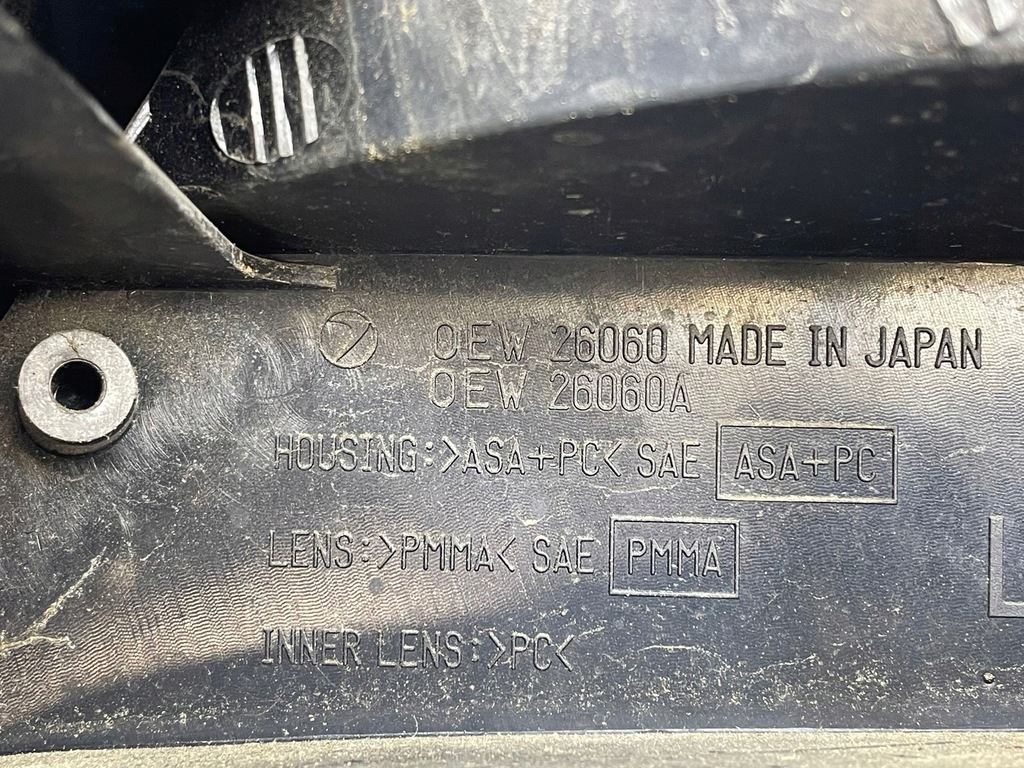 OEW 26060 MADE IN JAPAN
OEW 26060A
HOUSING:>ASA+PC< SAE ASA+PC
LENS:>PMMA< SAE PMMA
L
INNER LENS:>PC<